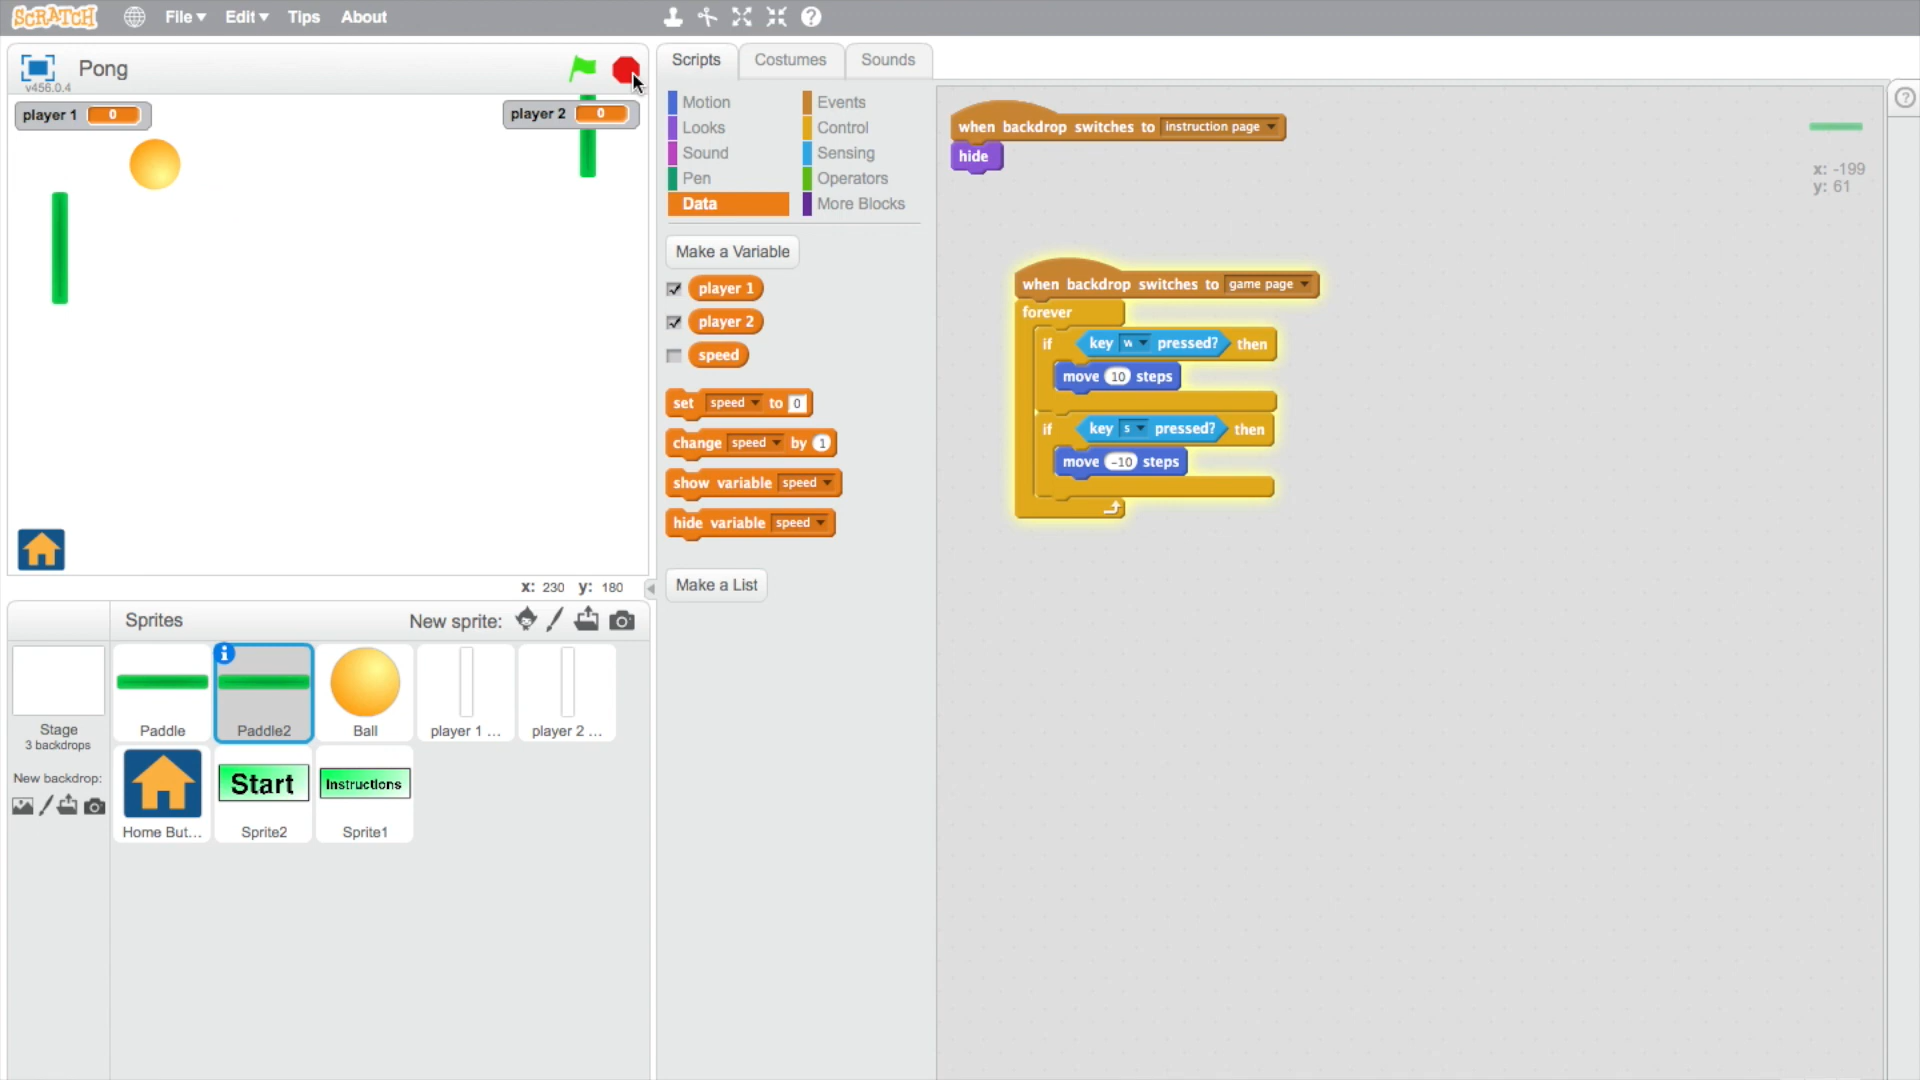 SCRATCH File Edit Tips About
Pong
v456.0.4
player 1 0
player 2 0
x: 230 y: 180
Sprites New sprite:
Stage
3 backdrops
New backdrop:
Paddle
Paddle2
Ball
player 1 ...
player 2 ...
Home But...
Start
Sprite2
Instructions
Sprite1
Scripts Costumes Sounds
Motion Events
Looks Control
Sound Sensing
Pen Operators
Data More Blocks
Make a Variable
player 1
player 2
speed
set speed to 0
change speed by 1
show variable speed
hide variable speed
Make a List
when backdrop switches to instruction page
hide
when backdrop switches to game page
forever
if key w pressed? then
move 10 steps
if key s pressed? then
move -10 steps
x: -199
y: 61